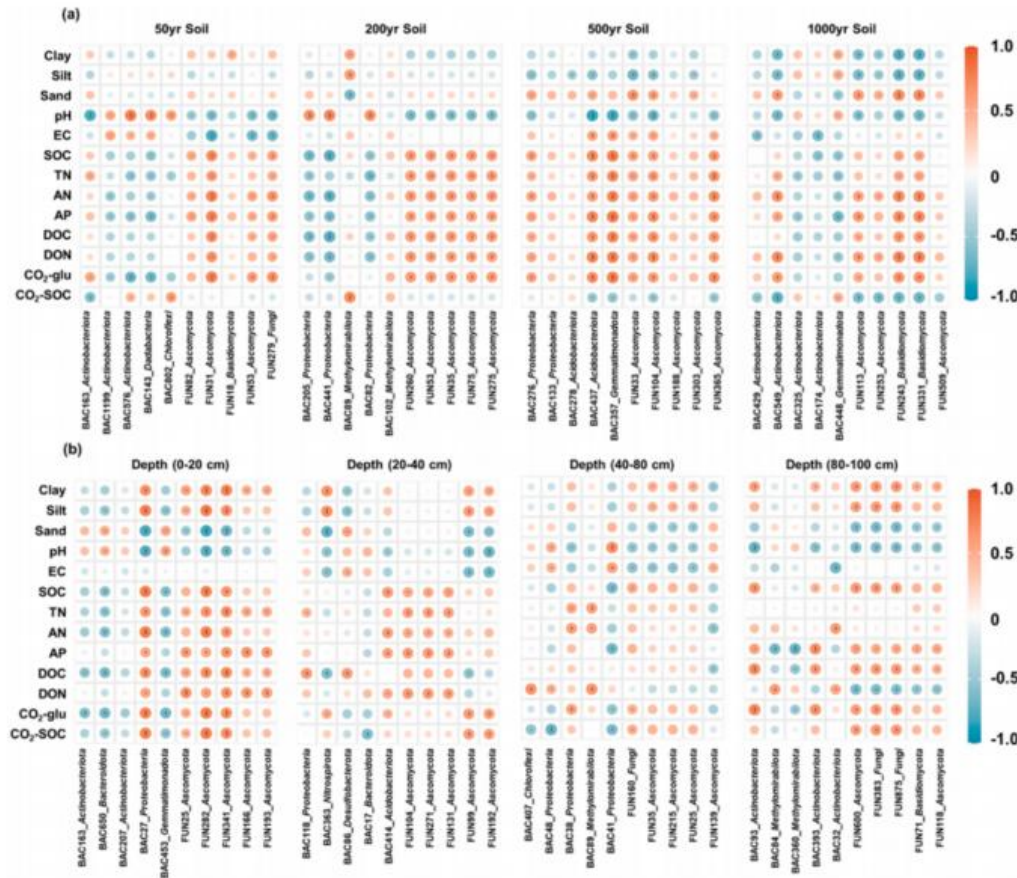 (a)
50yr Soil
200yr Soil
500yr Soil
1000yr Soil
Clay
Silt
Sand
pH
EC
SOC
TN
AN
AP
DOC
DON
CO₂-glu
CO₂-SOC
1.0
0.5
0
-0.5
-1.0
BAC163_Actinobacteriota
BAC1199_Actinobacteriota
BAC576_Actinobacteriota
BAC143_Dadabacteria
BAC802_Chloroflexi
FUN82_Ascomycota
FUN31_Ascomycota
FUN18_Basidiomycota
FUN53_Ascomycota
FUN279_Fungi
BAC205_Proteobacteria
BAC441_Proteobacteria
BAC89_Methylomirabilota
BAC82_Proteobacteria
BAC102_Methylomirabilota
FUN260_Ascomycota
FUN53_Ascomycota
FUN35_Ascomycota
FUN75_Ascomycota
FUN275_Ascomycota
BAC276_Proteobacteria
BAC133_Proteobacteria
BAC278_Acidobacteriota
BAC437_Acidobacteriota
BAC357_Gemmatimonadota
FUN33_Ascomycota
FUN104_Ascomycota
FUN188_Ascomycota
FUN303_Ascomycota
FUN365_Ascomycota
BAC429_Actinobacteriota
BAC549_Actinobacteriota
BAC325_Actinobacteriota
BAC174_Actinobacteriota
BAC448_Gemmatimonadota
FUN113_Ascomycota
FUN253_Ascomycota
FUN243_Basidiomycota
FUN331_Basidiomycota
FUN509_Ascomycota
(b)
Depth (0-20 cm)
Depth (20-40 cm)
Depth (40-80 cm)
Depth (80-100 cm)
Clay
Silt
Sand
pH
EC
SOC
TN
AN
AP
DOC
DON
CO₂-glu
CO₂-SOC
1.0
0.5
0
-0.5
-1.0
BAC163_Actinobacteriota
BAC650_Bacteroidota
BAC207_Actinobacteriota
BAC27_Proteobacteria
BAC453_Gemmatimonadota
FUN25_Ascomycota
FUN282_Ascomycota
FUN341_Ascomycota
FUN166_Ascomycota
FUN193_Ascomycota
BAC118_Proteobacteria
BAC363_Nitrospirota
BAC86_Desulfobacterota
BAC17_Bacteroidota
BAC414_Acidobacteriota
FUN104_Ascomycota
FUN271_Ascomycota
FUN131_Ascomycota
FUN99_Ascomycota
FUN192_Ascomycota
BAC407_Chloroflexi
BAC48_Proteobacteria
BAC38_Proteobacteria
BAC89_Methylomirabilota
BAC41_Proteobacteria
FUN160_Fungi
FUN35_Ascomycota
FUN215_Ascomycota
FUN25_Ascomycota
FUN139_Ascomycota
BAC93_Actinobacteriota
BAC84_Methylomirabilota
BAC360_Methylomirabilota
BAC393_Actinobacteriota
BAC32_Actinobacteriota
FUN600_Ascomycota
FUN383_Fungi
FUN875_Fungi
FUN71_Basidiomycota
FUN218_Ascomycota